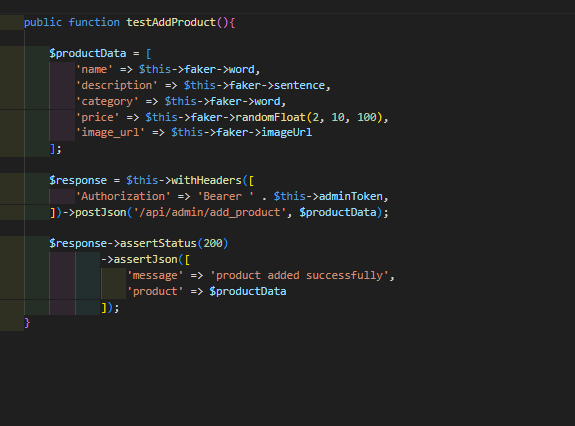 public function testAddProduct(){
$productData = [
'name' => $this->faker->word,
'description' => $this->faker->sentence,
'category' => $this->faker->word,
'price' => $this->faker->randomFloat(2, 10, 100),
'image_url' => $this->faker->imageUrl
];
$response = $this->withHeaders([
'Authorization' => 'Bearer ' . $this->adminToken,
])->postJson('/api/admin/add_product', $productData);
$response->assertStatus(200)
->assertJson([
'message' => 'product added successfully',
'product' => $productData
]);
}